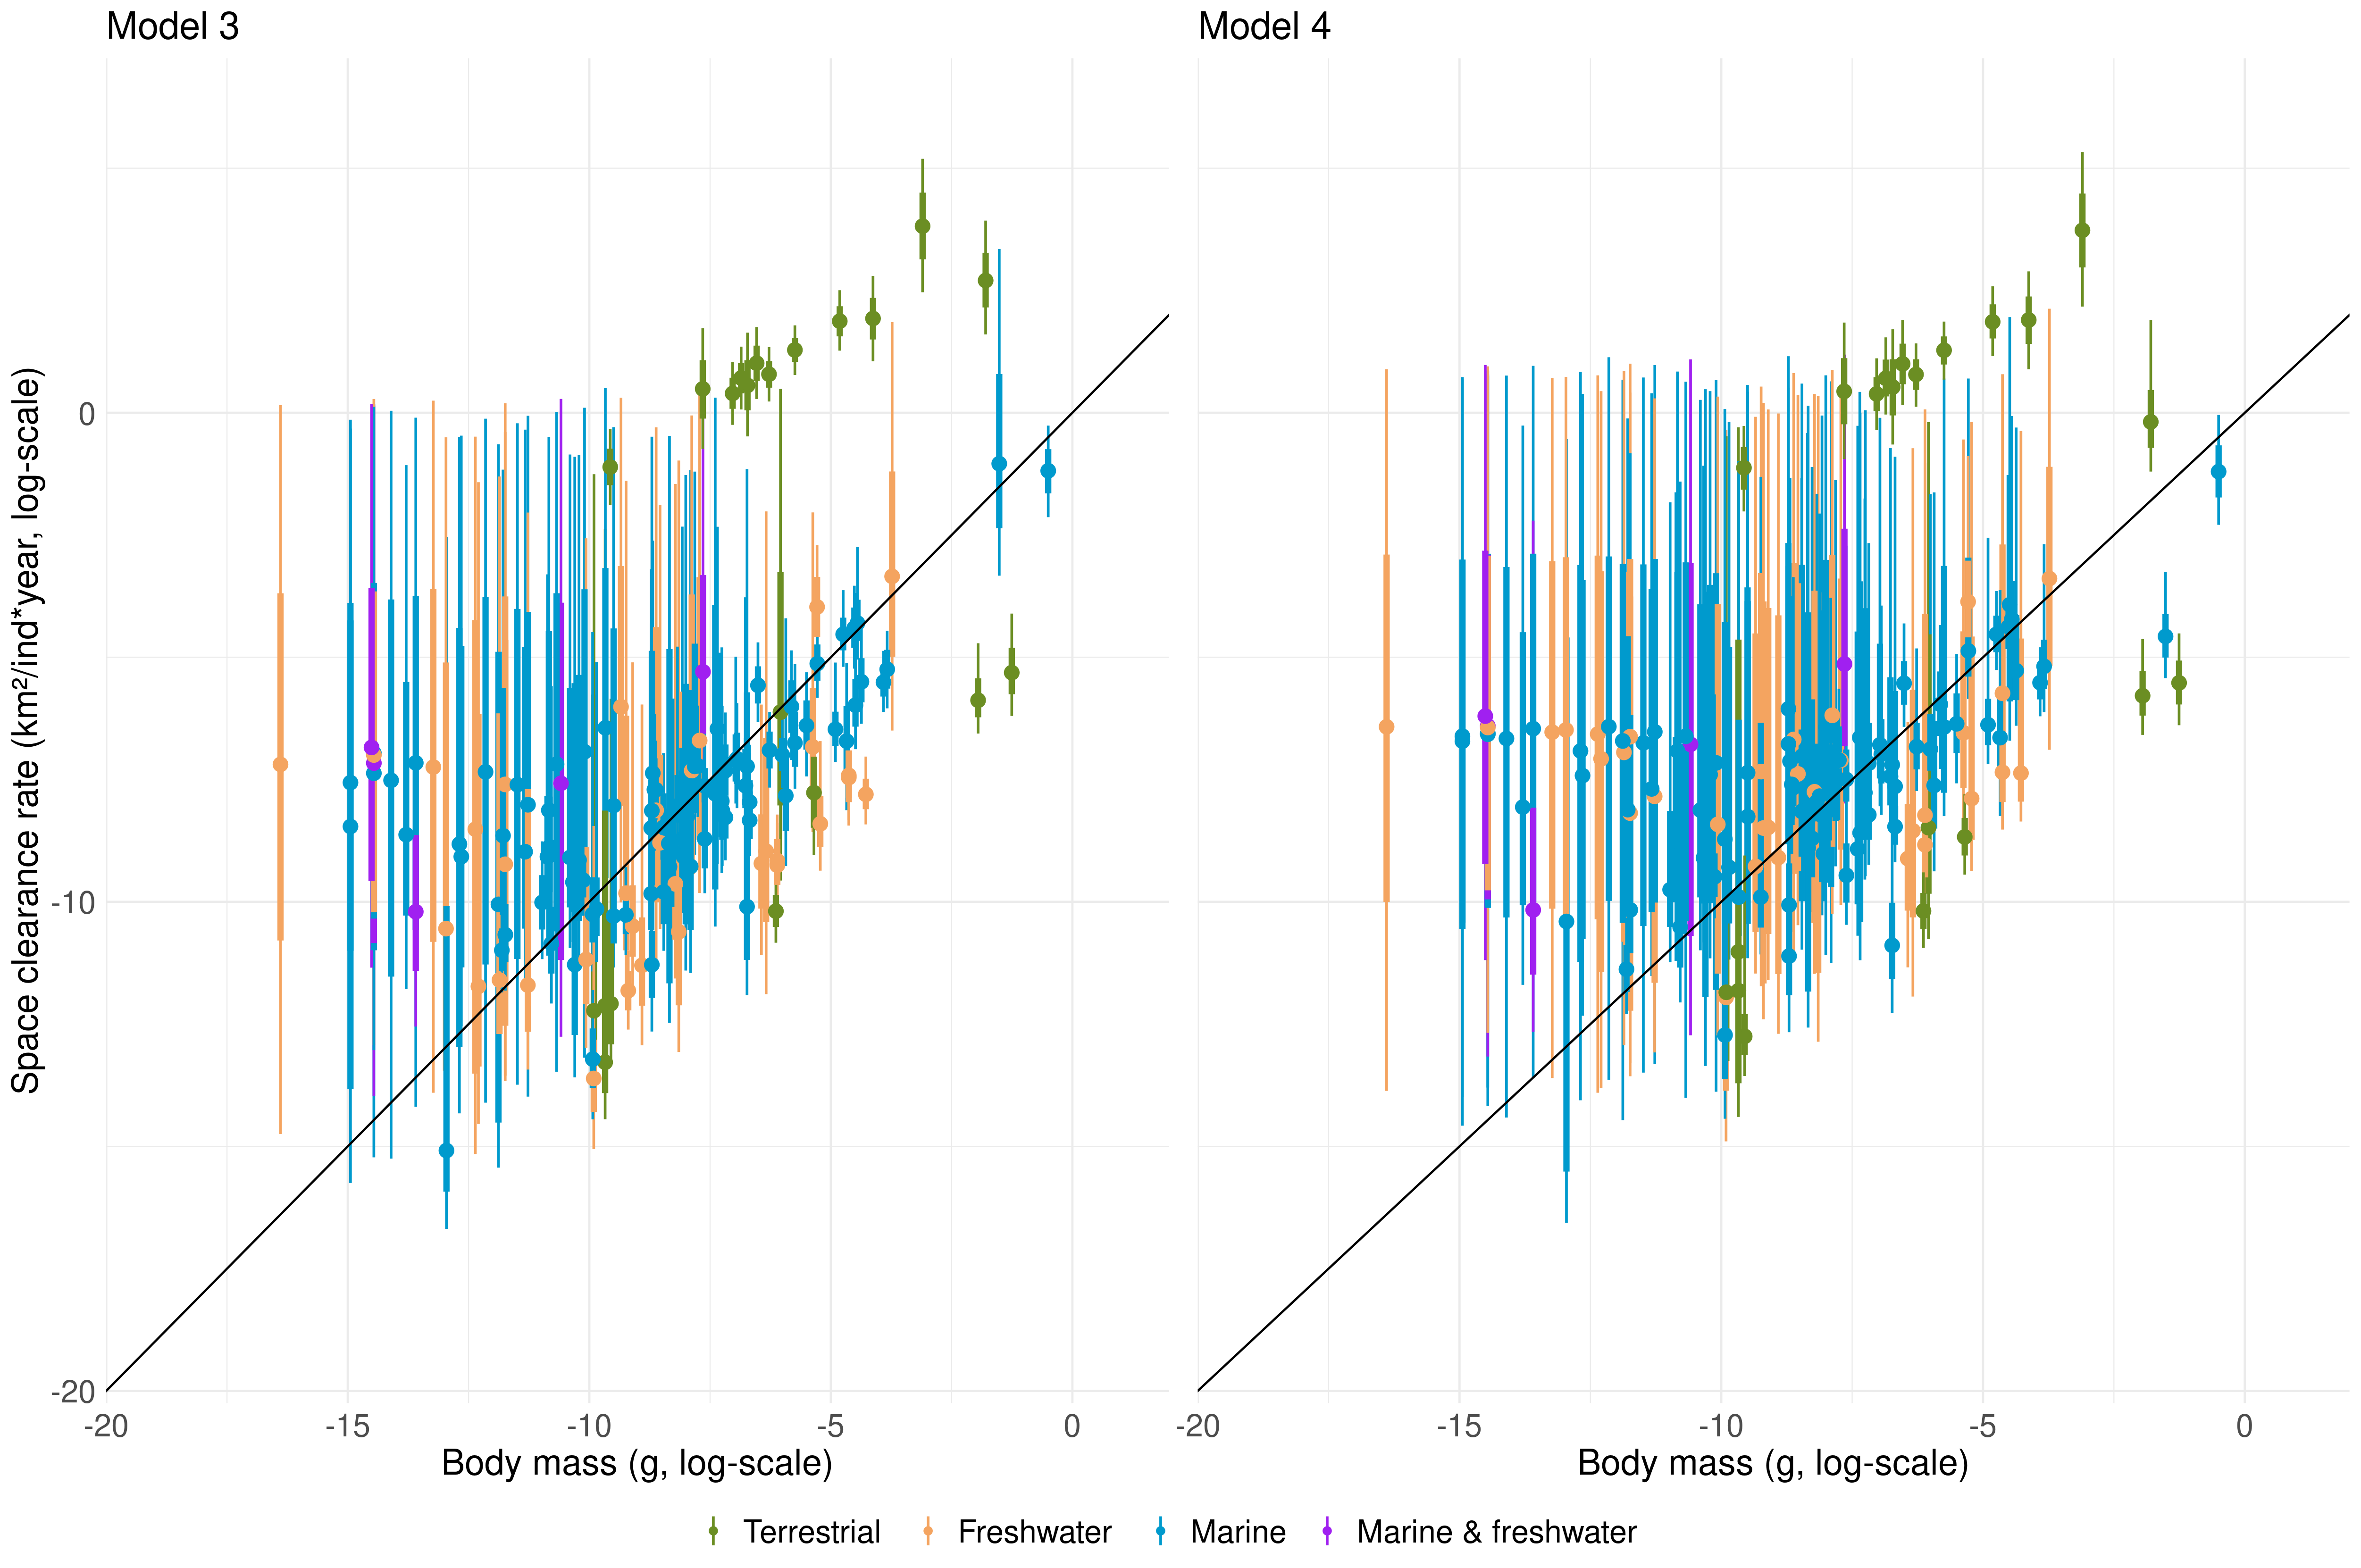 Model 3
Model 4
Space clearance rate (km²/ind*year, log-scale)
0
-10
-20
-20
-15
-10
-5
0
-20
-15
-10
-5
0
Body mass (g, log-scale)
Body mass (g, log-scale)
Terrestrial
Freshwater
Marine
Marine & freshwater